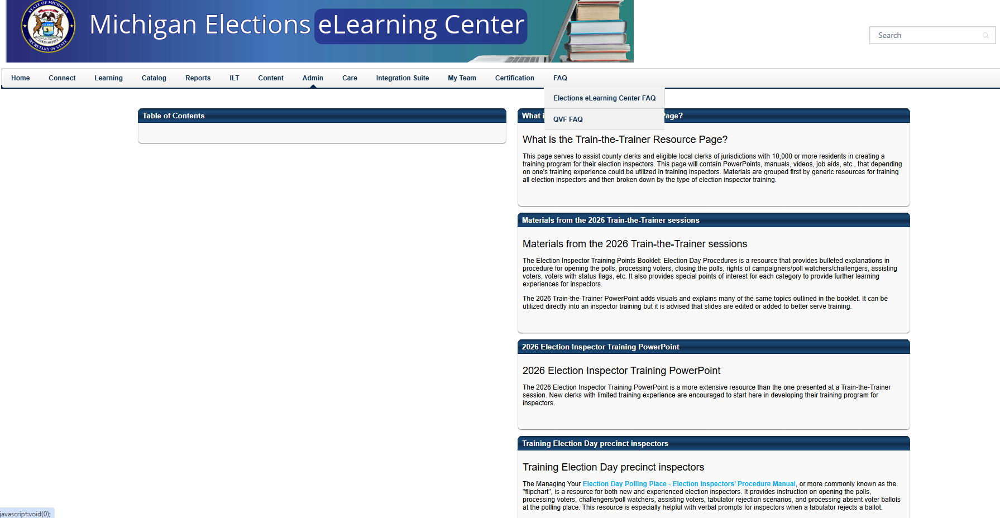 STATE OF MICHIGAN
SECRETARY OF STATE
Michigan Elections eLearning Center
Search
Home Connect Learning Catalog Reports ILT Content Admin Care Integration Suite My Team Certification FAQ
Elections eLearning Center FAQ
QVF FAQ
Table of Contents
What i age?
What is the Train-the-Trainer Resource Page?
This page serves to assist county clerks and eligible local clerks of jurisdictions with 10,000 or more residents in creating a
training program for their election inspectors. This page will contain PowerPoints, manuals, videos, job aids, etc., that depending
on one's training experience could be utilized in training inspectors. Materials are grouped first by generic resources for training
all election inspectors and then broken down by the type of election inspector training.
Materials from the 2026 Train-the-Trainer sessions
Materials from the 2026 Train-the-Trainer sessions
The Election Inspector Training Points Booklet: Election Day Procedures is a resource that provides bulleted explanations in
procedure for opening the polls, processing voters, closing the polls, rights of campaigners/poll watchers/challengers, assisting
voters, voters with status flags, etc. It also provides special points of interest for each category to provide further learning
experiences for inspectors.
The 2026 Train-the-Trainer PowerPoint adds visuals and explains many of the same topics outlined in the booklet. It can be
utilized directly into an inspector training but it is advised that slides are edited or added to better serve training.
2026 Election Inspector Training PowerPoint
2026 Election Inspector Training PowerPoint
The 2026 Election Inspector Training PowerPoint is a more extensive resource than the one presented at a Train-the-Trainer
session. New clerks with limited training experience are encouraged to start here in developing their training program for
inspectors.
Training Election Day precinct inspectors
Training Election Day precinct inspectors
The Managing Your Election Day Polling Place - Election Inspectors' Procedure Manual, or more commonly known as the
"flipchart", is a resource for both new and experienced election inspectors. It provides instruction on opening the polls,
processing voters, challengers/poll watchers, assisting voters, tabulator rejection scenarios, and processing absent voter ballots
at the polling place. This resource is especially helpful with verbal prompts for inspectors when a tabulator rejects a ballot.
javascript:void(0);